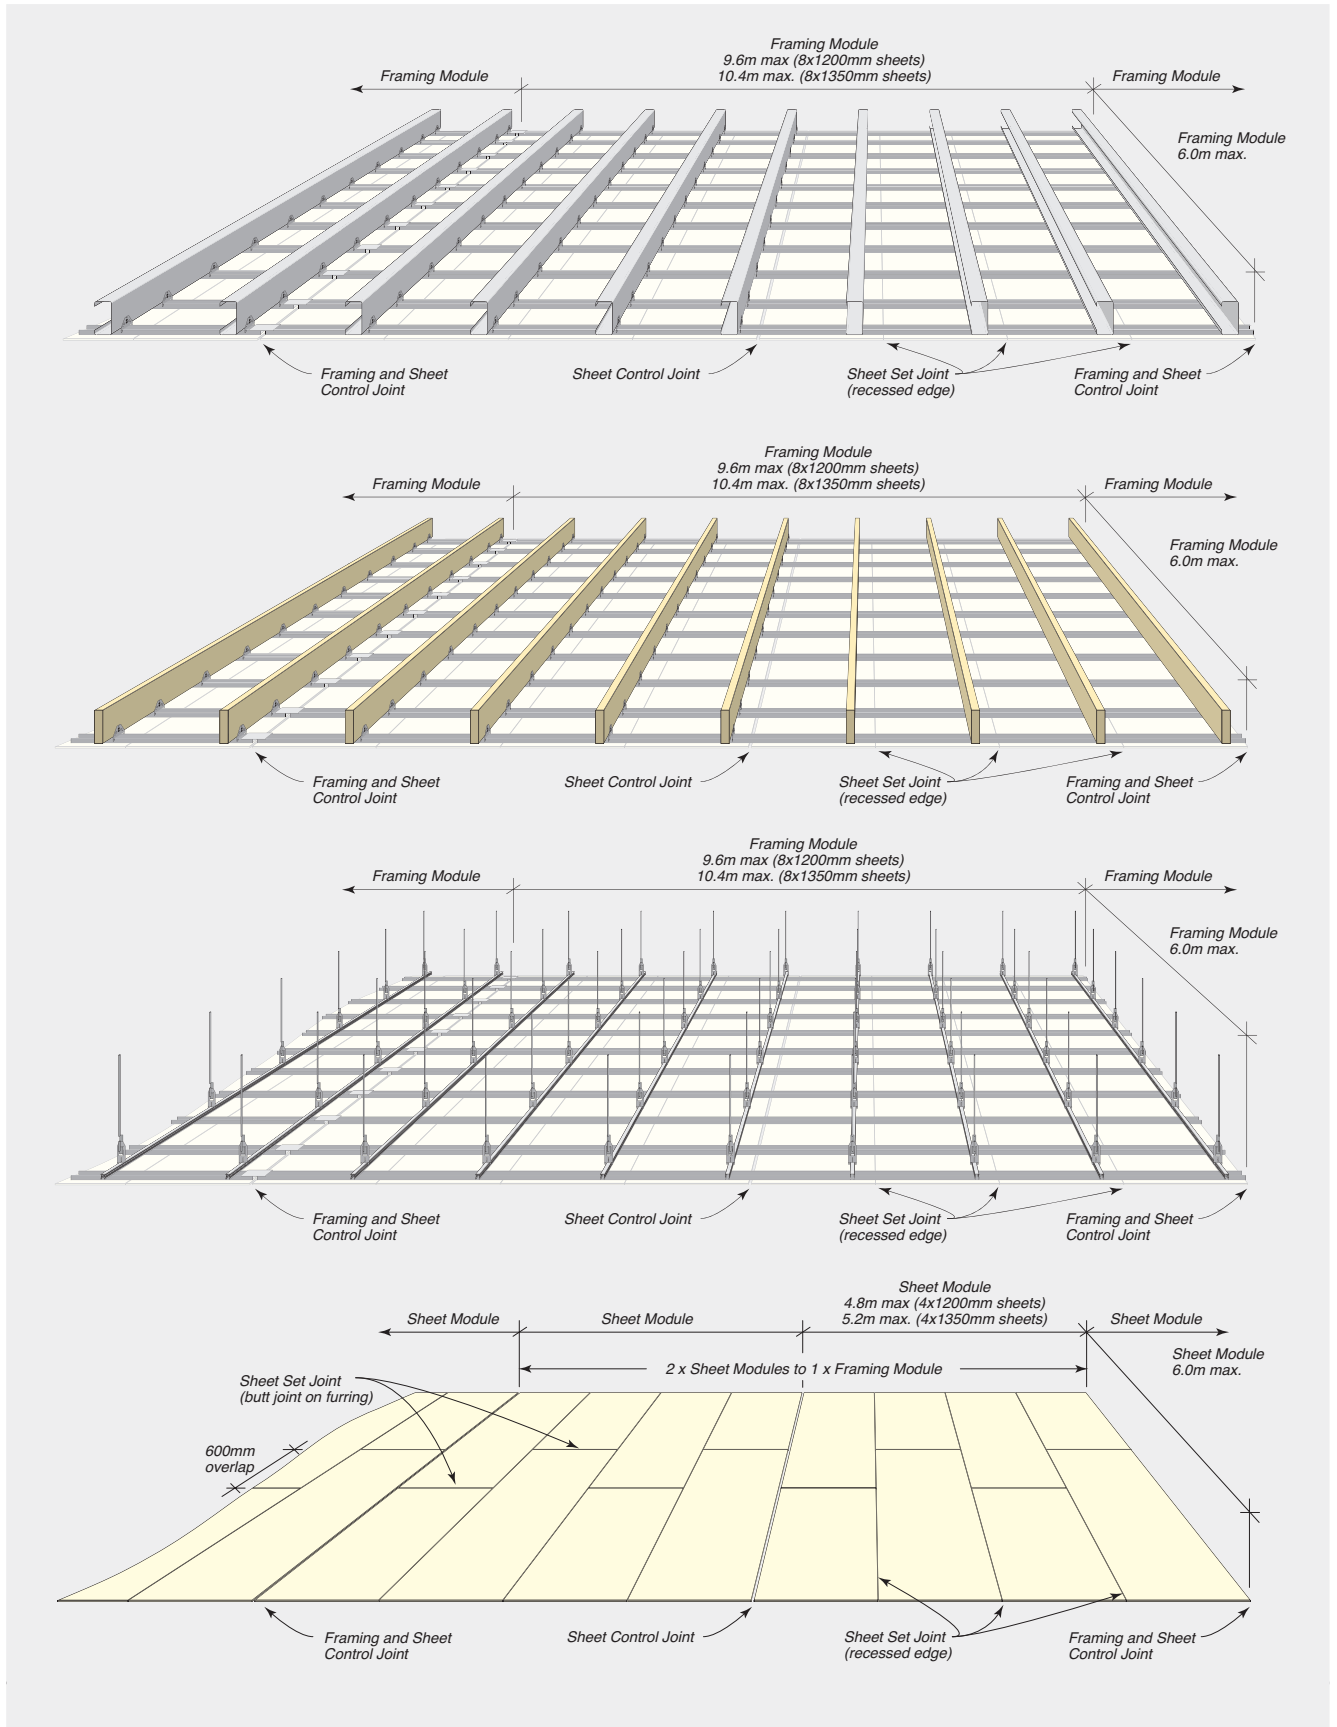 Framing Module
9.6m max (8x1200mm sheets)
Framing Module
10.4m max. (8x1350mm sheets)
Framing Module
Framing Module
6.0m max.
Framing and Sheet
Control Joint
Sheet Control Joint
Sheet Set Joint
(recessed edge)
Framing and Sheet
Control Joint
Framing Module
9.6m max (8x1200mm sheets)
Framing Module
10.4m max. (8x1350mm sheets)
Framing Module
Framing Module
6.0m max.
Framing and Sheet
Control Joint
Sheet Control Joint
Sheet Set Joint
(recessed edge)
Framing and Sheet
Control Joint
Framing Module
9.6m max (8x1200mm sheets)
Framing Module
10.4m max. (8x1350mm sheets)
Framing Module
Framing Module
6.0m max.
Framing and Sheet
Control Joint
Sheet Control Joint
Sheet Set Joint
(recessed edge)
Framing and Sheet
Control Joint
Sheet Module
4.8m max (4x1200mm sheets)
Sheet Module
Sheet Module
5.2m max. (4x1350mm sheets)
Sheet Module
Sheet Module
6.0m max.
2 x Sheet Modules to 1 x Framing Module
Sheet Set Joint
(butt joint on furring)
600mm
overlap
Framing and Sheet
Control Joint
Sheet Control Joint
Sheet Set Joint
(recessed edge)
Framing and Sheet
Control Joint